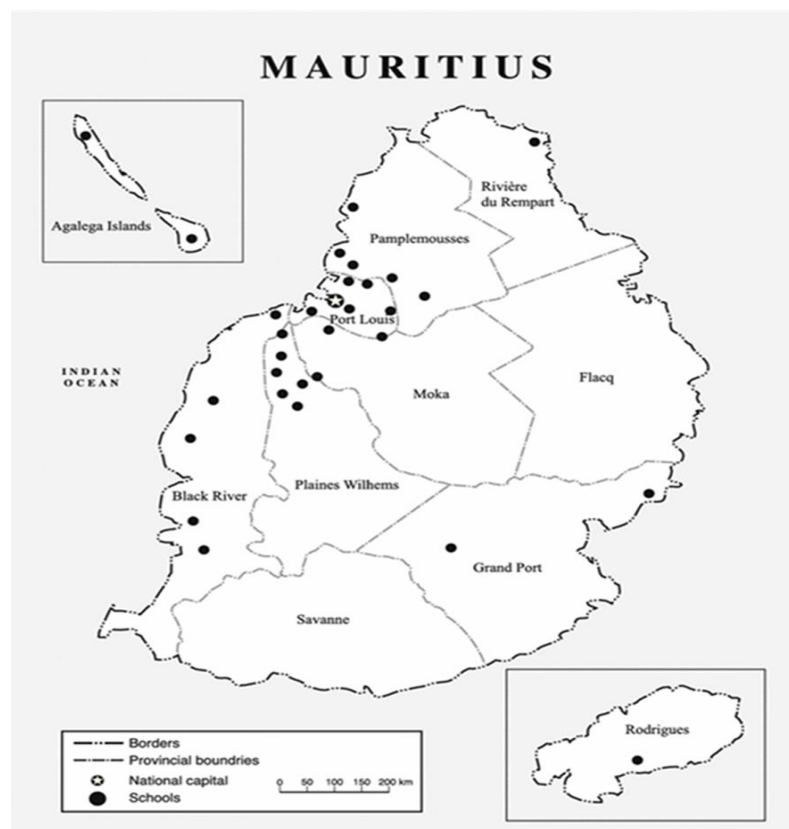 MAURITIUS
Agalega Islands
Rivière
du Rempart
Pamplemousses
Port Louis
INDIAN
OCEAN
Flacq
Moka
Plaines Wilhems
Black River
Grand Port
Savanne
Rodrigues
Borders
Provincial boundries
National capital
Schools
0 50 100 150 200 km